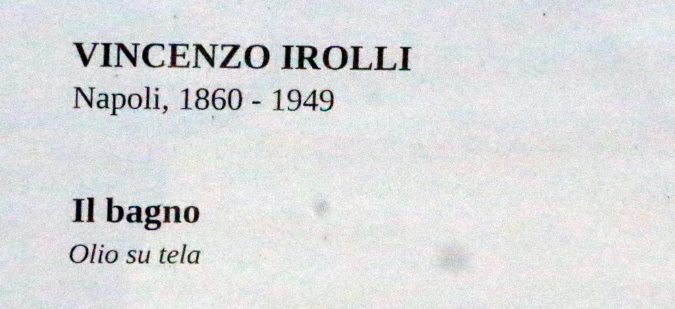 VINCENZO IROLLI
Napoli, 1860 - 1949
Il bagno
Olio su tela